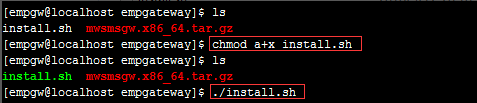 [empgw@localhost empgateway]$ ls
install.sh mwsmsgw.x86_64.tar.gz
[empgw@localhost empgateway]$ chmod a+x install.sh
[empgw@localhost empgateway]$ ls
install.sh mwsmsgw.x86_64.tar.gz
[empgw@localhost empgateway]$ ./install.sh